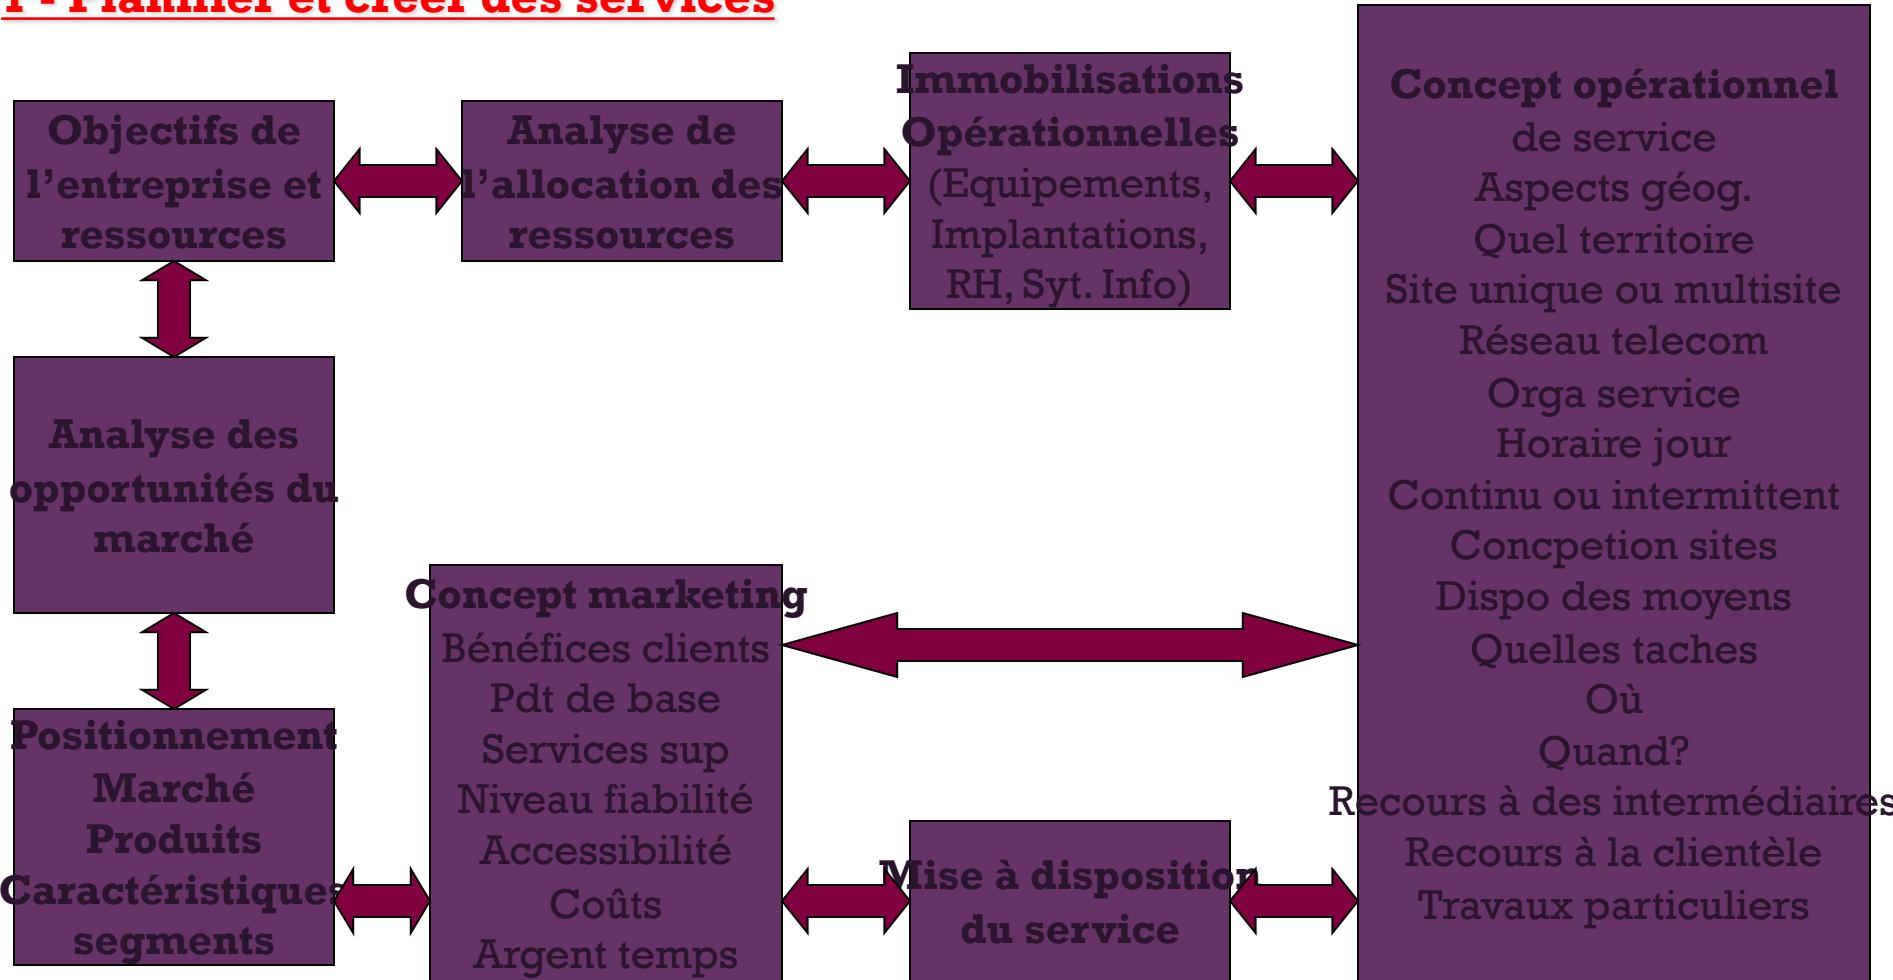 1 - Planifier et créer des services
Objectifs de
l’entreprise et
ressources
Analyse de
l’allocation des
ressources
Immobilisations
Opérationnelles
(Equipements,
Implantations,
RH, Syt. Info)
Concept opérationnel
de service
Aspects géog.
Quel territoire
Site unique ou multisite
Réseau telecom
Orga service
Horaire jour
Continu ou intermittent
Concpetion sites
Dispo des moyens
Quelles taches
Où
Quand?
Recours à des intermédiaires
Recours à la clientèle
Travaux particuliers
Analyse des
opportunités du
marché
Positionnement
Marché
Produits
Caractéristiques
segments
Concept marketing
Bénéfices clients
Pdt de base
Services sup
Niveau fiabilité
Accessibilité
Coûts
Argent temps
Mise à disposition
du service